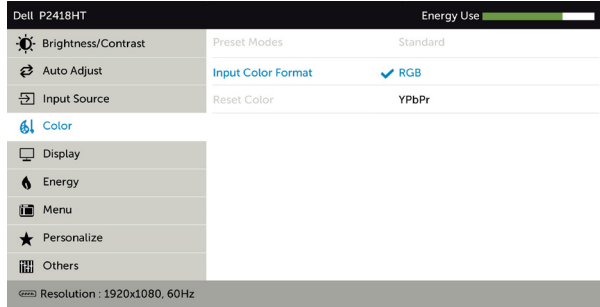 Dell P2418HT Energy Use
Brightness/Contrast Preset Modes Standard
Auto Adjust Input Color Format RGB
Input Source Reset Color YPbPr
Color
Display
Energy
Menu
Personalize
Others
Resolution : 1920x1080, 60Hz